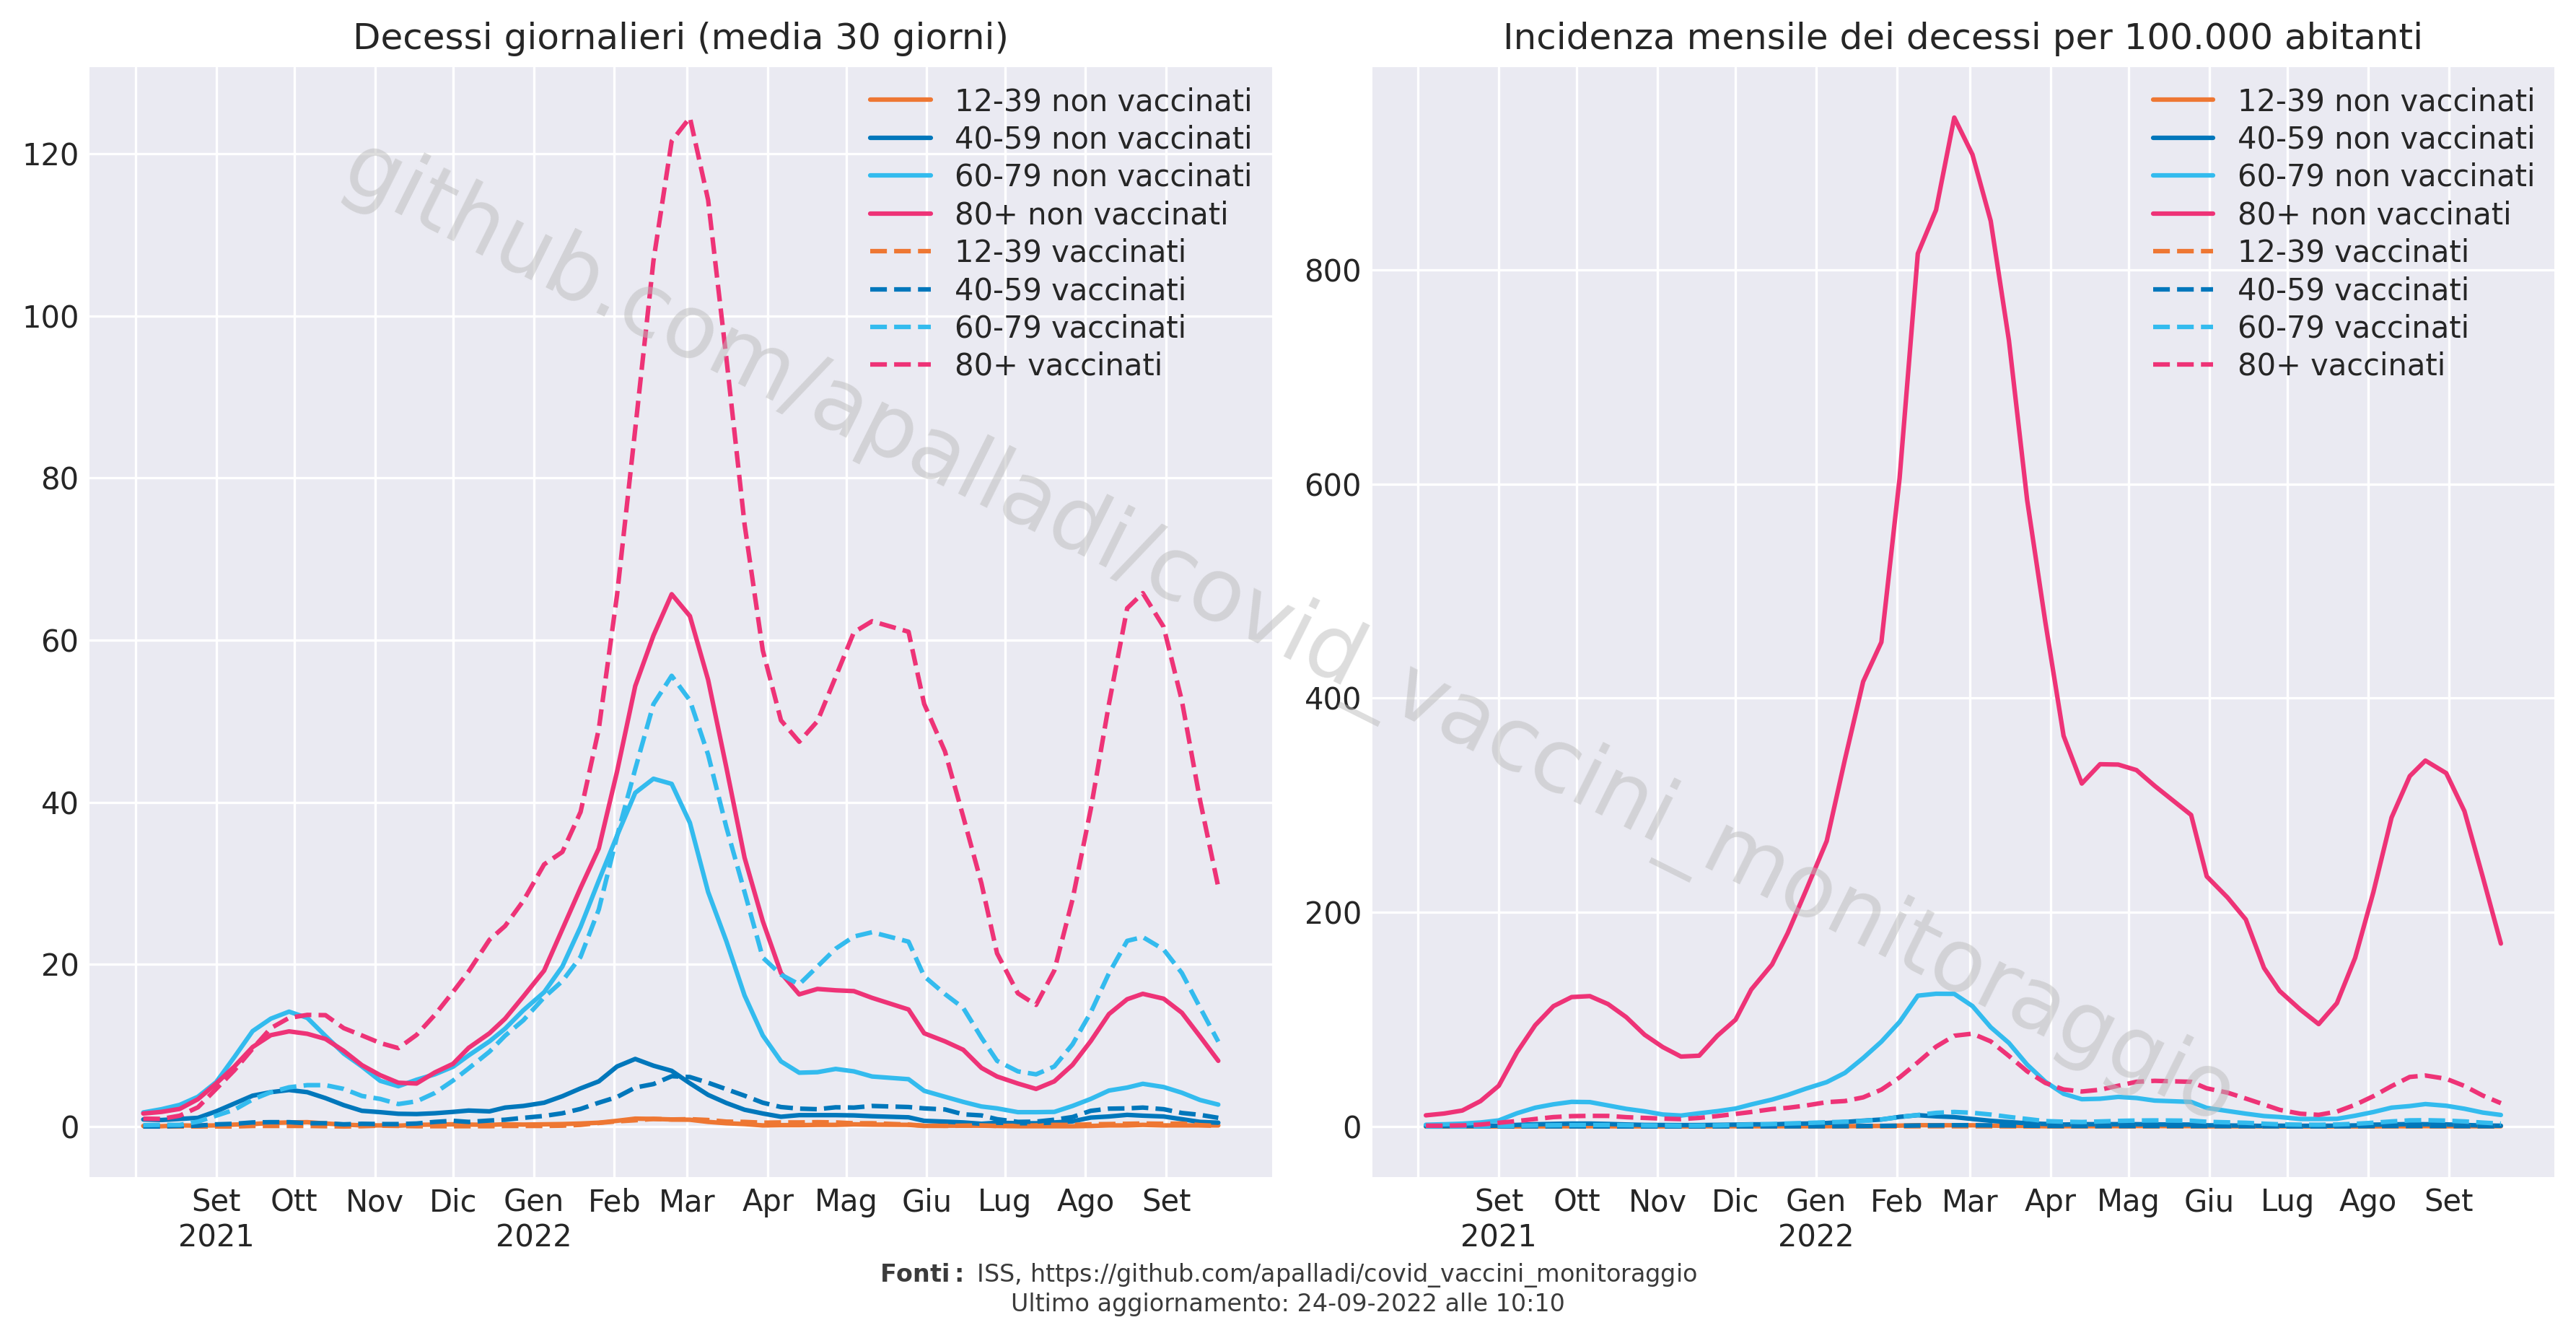 Decessi giornalieri (media 30 giorni)
120
100
80
60
40
20
0
12-39 non vaccinati
40-59 non vaccinati
60-79 non vaccinati
80+ non vaccinati
12-39 vaccinati
40-59 vaccinati
60-79 vaccinati
80+ vaccinati
Set Ott Nov Dic Gen Feb Mar Apr Mag Giu Lug Ago Set
2021 2022
Incidenza mensile dei decessi per 100.000 abitanti
800
600
400
200
0
12-39 non vaccinati
40-59 non vaccinati
60-79 non vaccinati
80+ non vaccinati
12-39 vaccinati
40-59 vaccinati
60-79 vaccinati
80+ vaccinati
Set Ott Nov Dic Gen Feb Mar Apr Mag Giu Lug Ago Set
2021 2022
github.com/apalladi/covid_vaccini_monitoraggio
Fonti: ISS, https://github.com/apalladi/covid_vaccini_monitoraggio
Ultimo aggiornamento: 24-09-2022 alle 10:10